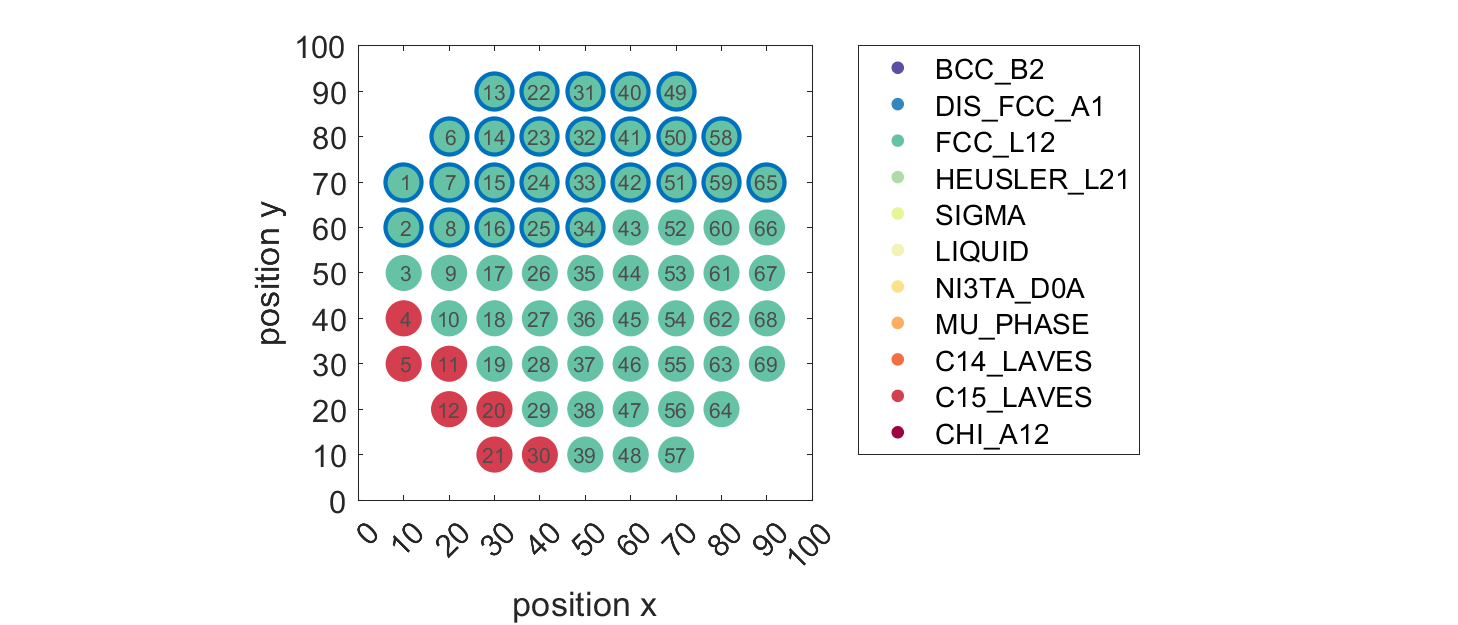 100
90
80
70
60
50
40
30
20
10
0
position y
13 22 31 40 49
6 14 23 32 41 50 58
1 7 15 24 33 42 51 59 65
2 8 16 25 34 43 52 60 66
3 9 17 26 35 44 53 61 67
4 10 18 27 36 45 54 62 68
5 11 19 28 37 46 55 63 69
12 20 29 38 47 56 64
21 30 39 48 57
0 10 20 30 40 50 60 70 80 90 100
position x
BCC_B2
DIS_FCC_A1
FCC_L12
HEUSLER_L21
SIGMA
LIQUID
NI3TA_D0A
MU_PHASE
C14_LAVES
C15_LAVES
CHI_A12